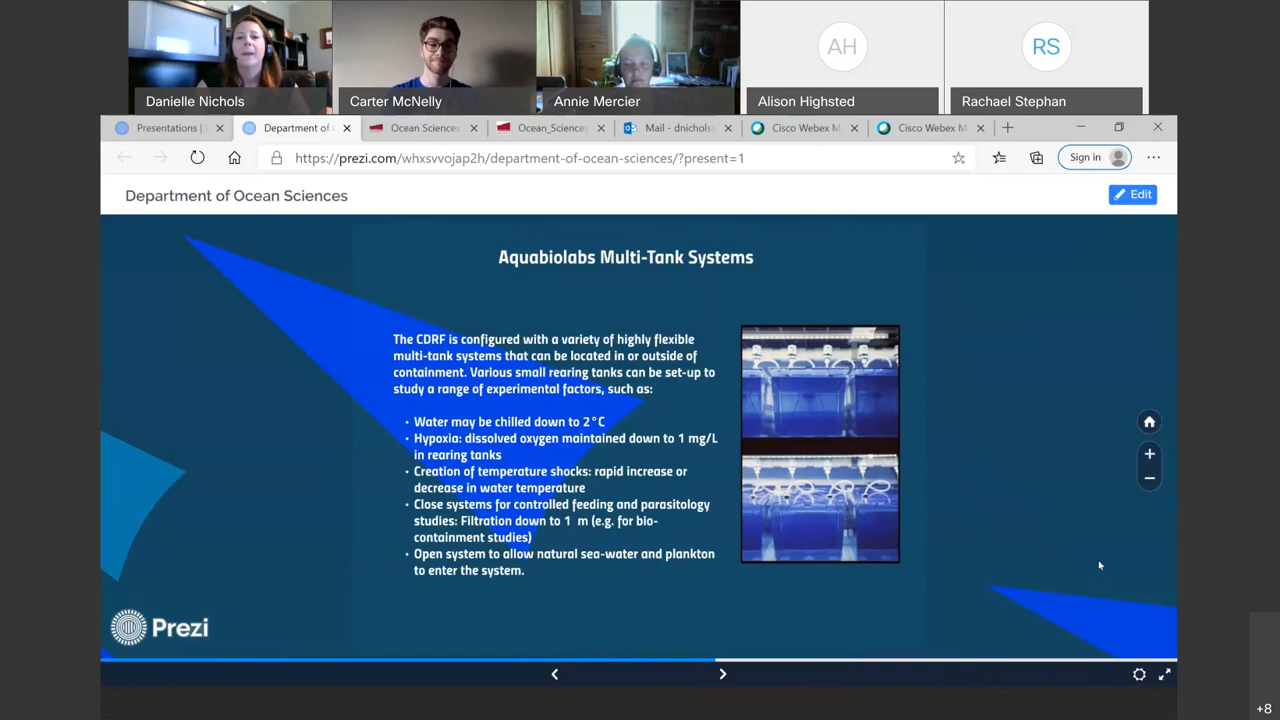 Danielle Nichols
Carter McNelly
Annie Mercier
AH
Alison Highsted
RS
Rachael Stephan
Presentations |
Department of
Ocean Sciences
Ocean_Sciences
Mail - dnichols
Cisco Webex M
Cisco Webex M
https://prezi.com/whxsvvojap2h/department-of-ocean-sciences/?present=1
Sign in
Department of Ocean Sciences
Edit
Aquabiolabs Multi-Tank Systems
The CDRF is configured with a variety of highly flexible
multi-tank systems that can be located in or outside of
containment. Various small rearing tanks can be set-up to
study a range of experimental factors, such as:
• Water may be chilled down to 2°C
• Hypoxia: dissolved oxygen maintained down to 1 mg/L
in rearing tanks
• Creation of temperature shocks: rapid increase or
decrease in water temperature
• Close systems for controlled feeding and parasitology
studies: Filtration down to 1 m (e.g. for bio-
containment studies)
• Open system to allow natural sea-water and plankton
to enter the system.
Prezi
+8